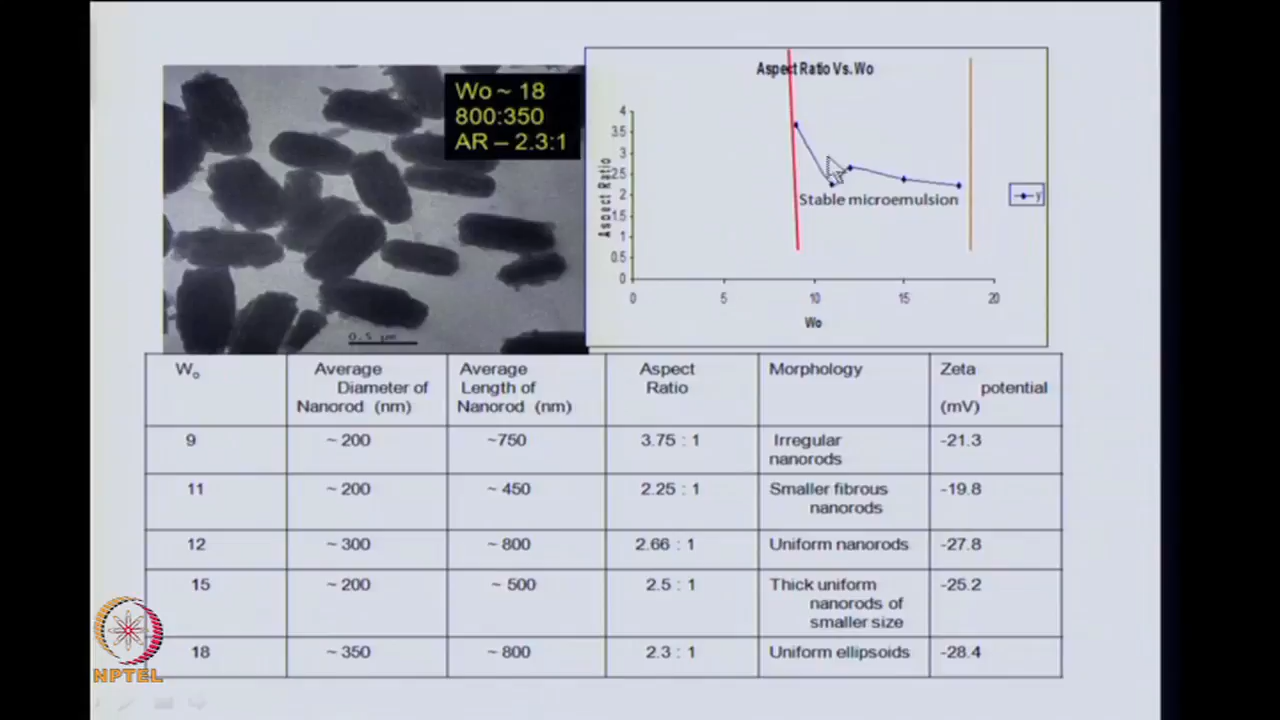 Wo ~ 18
800:350
AR – 2.3:1
0.5 µm
Aspect Ratio Vs. Wo
Aspect Ratio
4
3.5
3
2.5
2
1.5
1
0.5
0
0 5 10 15 20
Wo
Stable microemulsion
y
Wo Average Diameter of Nanorod (nm) Average Length of Nanorod (nm) Aspect Ratio Morphology Zeta potential (mV)
9 ~ 200 ~750 3.75 : 1 Irregular nanorods -21.3
11 ~ 200 ~ 450 2.25 : 1 Smaller fibrous nanorods -19.8
12 ~ 300 ~ 800 2.66 : 1 Uniform nanorods -27.8
15 ~ 200 ~ 500 2.5 : 1 Thick uniform nanorods of smaller size -25.2
18 ~ 350 ~ 800 2.3 : 1 Uniform ellipsoids -28.4
NPTEL